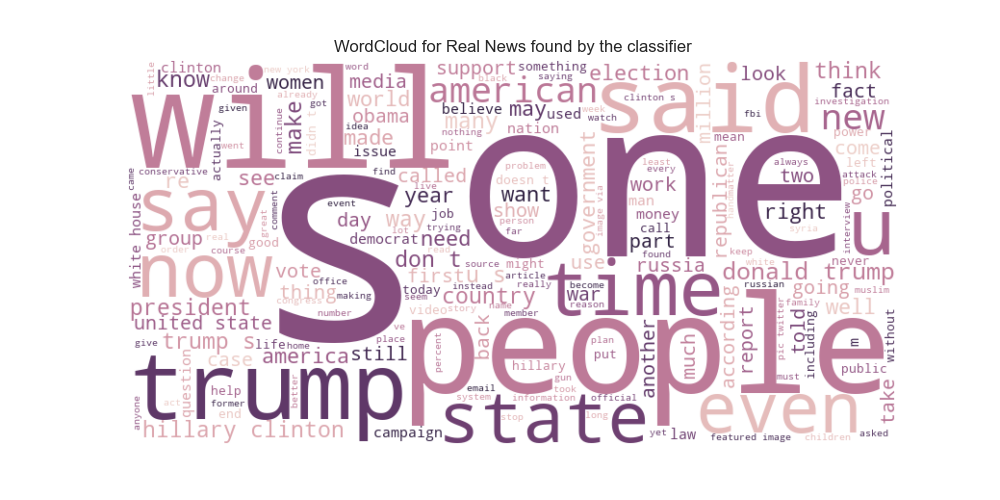 WordCloud for Real News found by the classifier
little
clinton
new york
word
support
something
election
million
look
think
know
change
around
women
media
black
saying
american
said
fact
investigation
will
already
world
believe
may
used
clinton s
week
fbi
new
given
make
didn t
got
obama
many
nation
watch
mean
power
actually
continue
idea
made
nothing
point
come
political
went
issue
conservative
claim
find
called
problem
least
republican
always
left
attack
came
re
see
live
doesn t
every
two
police
go
say
comment
s
year
want
one
government
work
right
u
event
job
show
person
man
image via
handmatter
day
way
lot
trying
far
money
call
syria
interview
white house
group
great
real
good
democrat
need
use
part
found
keep
never
course
order
don t
read
source
might
russia
white
russian
now
vote
office
first
u s
article
donald trump
going
thing
congress
today
instead
really
become
time
family
muslim
president
making
seem
country
war
reason
well
number
video
story
name
pic twitter
united state
ve
member
according
report
told
including
without
give
trump s
life
home
place
back
people
plan
another
much
m
public
case
america
still
percent
hillary
put
question
help
better
email
gun
took
must
take
anyone
trump
former
system
information
official
act
end
stop
state
long
even
children
hillary clinton
campaign
yet
law
featured image
asked